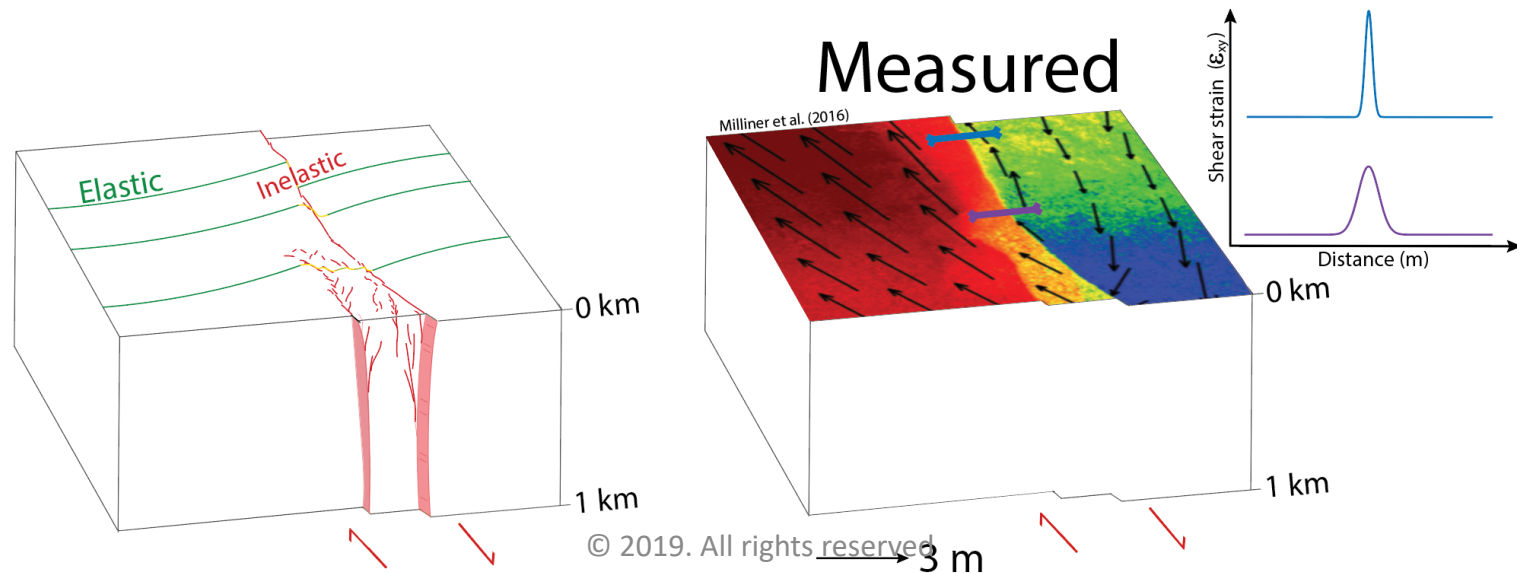 Measured
Milliner et al. (2016)
Elastic
Inelastic
0 km
1 km
0 km
1 km
Shear strain (εxy)
Distance (m)
© 2019. All rights reserved
3 m